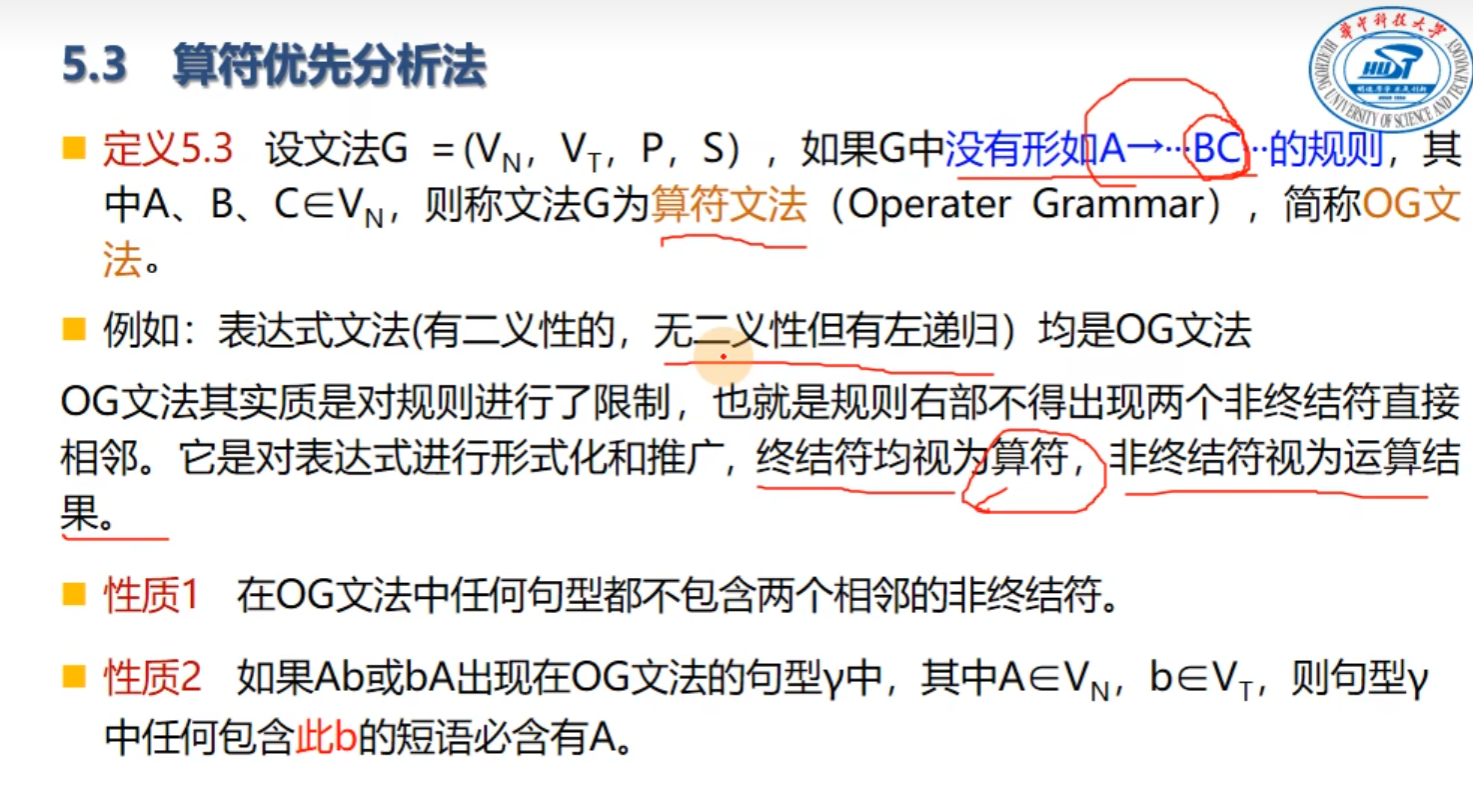 5.3 算符优先分析法
华中科技大学
HUAZHONG UNIVERSITY OF SCIENCE AND TECHNOLOGY
HUST
■ 定义5.3 设文法G =(VN，VT，P，S），如果G中没有形如A→···BC···的规则，其
中A、B、C∈VN，则称文法G为算符文法（Operater Grammar），简称OG文
法。
■ 例如：表达式文法(有二义性的，无二义性但有左递归）均是OG文法
OG文法其实质是对规则进行了限制，也就是规则右部不得出现两个非终结符直接
相邻。它是对表达式进行形式化和推广，终结符均视为算符，非终结符视为运算结
果。
■ 性质1 在OG文法中任何句型都不包含两个相邻的非终结符。
■ 性质2 如果Ab或bA出现在OG文法的句型γ中，其中A∈VN，b∈VT，则句型γ
中任何包含此b的短语必含有A。